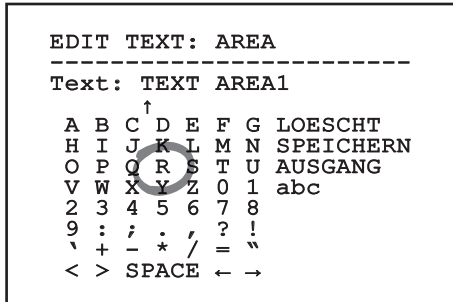 EDIT TEXT: AREA
------------------------
Text: TEXT AREA1
↑
A B C D E F G LOESCHT
H I J K L M N SPEICHERN
O P Q R S T U AUSGANG
V W X Y Z 0 1 abc
2 3 4 5 6 7 8
9 : ; . , ? !
‵ + - * / = ‶
< > SPACE ← →